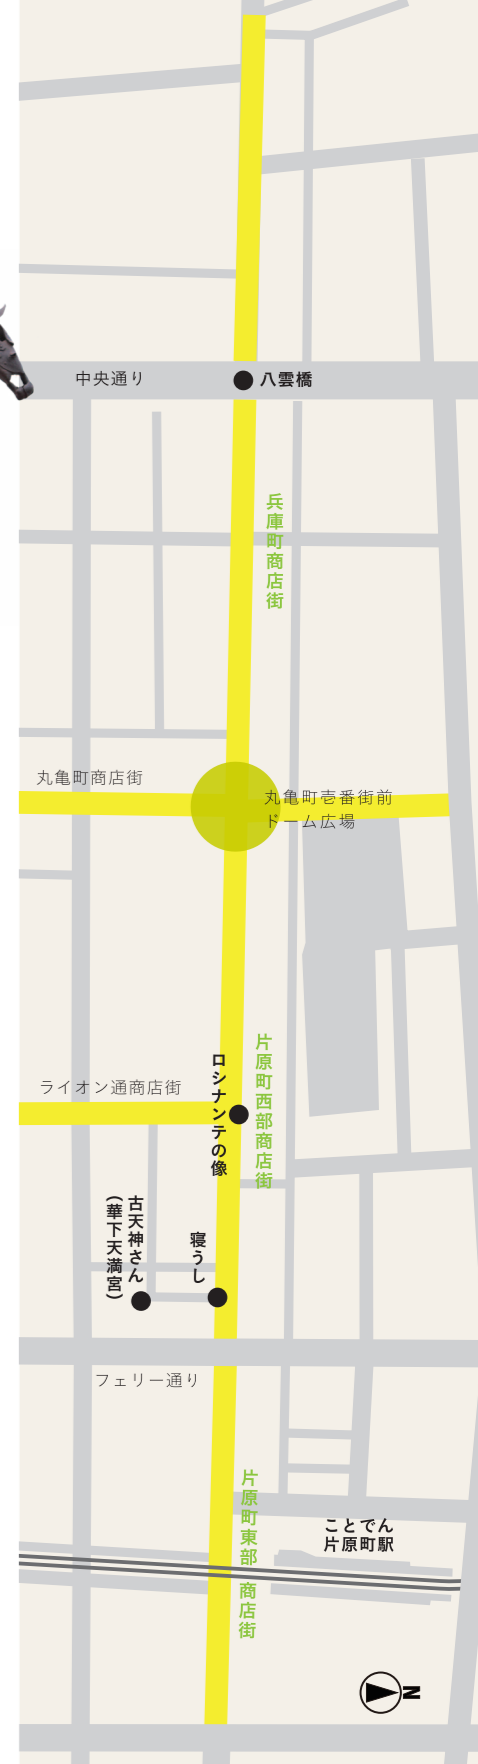 中央通り
八雲橋
兵庫町商店街
丸亀町商店街
丸亀町壱番街前
ドーム広場
片原町西部商店街
ロシナンテの像
ライオン通商店街
古天神さん
(華下天満宮)
寝うし
フェリー通り
片原町東部商店街
ことでん
片原町駅
N